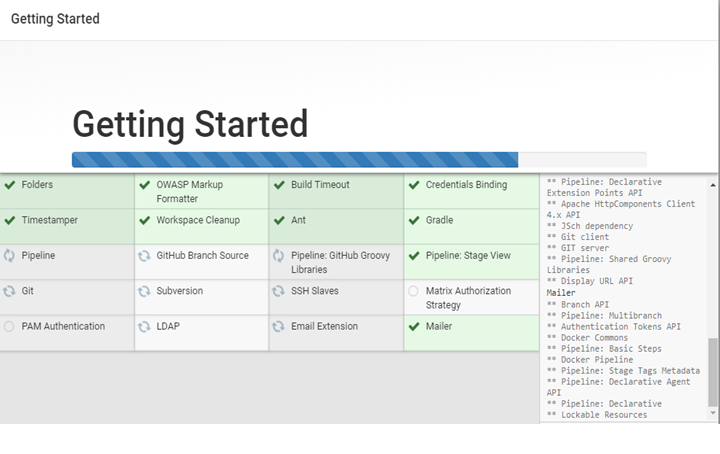 Getting Started
Getting Started
Folders
OWASP Markup
Formatter
Build Timeout
Credentials Binding
Timestamper
Workspace Cleanup
Ant
Gradle
Pipeline
GitHub Branch Source
Pipeline: GitHub Groovy
Libraries
Pipeline: Stage View
Git
Subversion
SSH Slaves
Matrix Authorization
Strategy
PAM Authentication
LDAP
Email Extension
Mailer
** Pipeline: Declarative
Extension Points API
** Apache HttpComponents Client
4.x API
** JSch dependency
** Git client
** GIT server
** Pipeline: Shared Groovy
Libraries
** Display URL API
Mailer
** Branch API
** Pipeline: Multibranch
** Authentication Tokens API
** Docker Commons
** Pipeline: Basic Steps
** Docker Pipeline
** Pipeline: Stage Tags Metadata
** Pipeline: Declarative Agent
API
** Pipeline: Declarative
** Lockable Resources